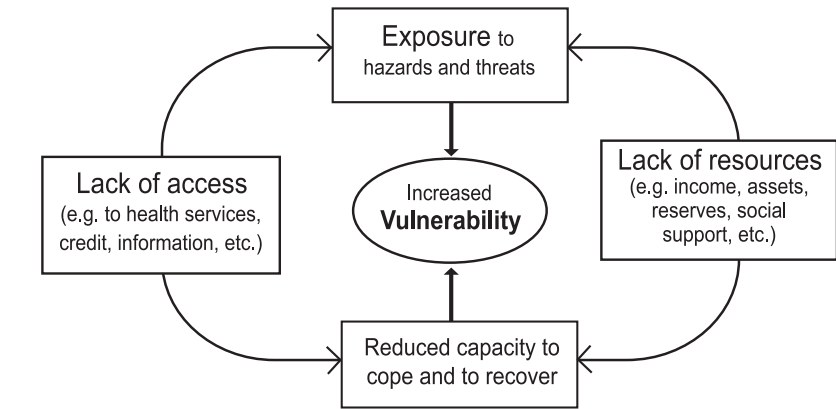 Exposure to
hazards and threats
Lack of access
(e.g. to health services,
credit, information, etc.)
Increased
Vulnerability
Lack of resources
(e.g. income, assets,
reserves, social
support, etc.)
Reduced capacity to
cope and to recover